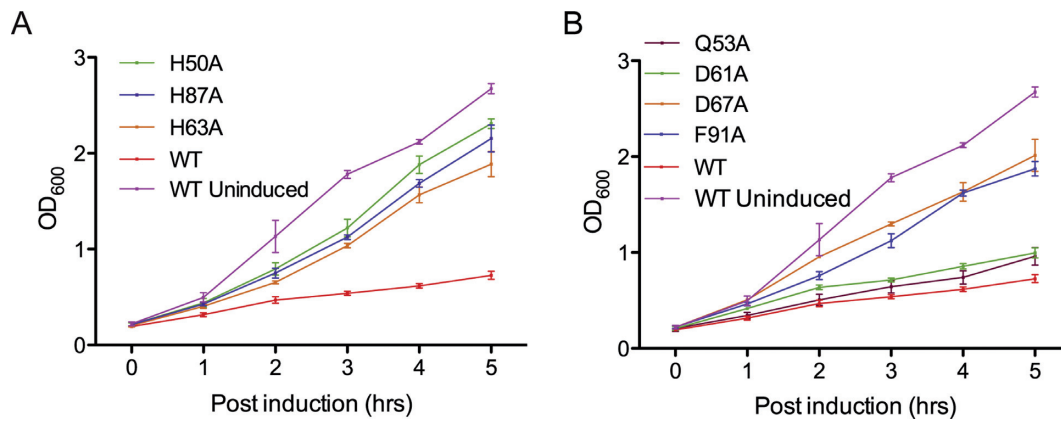 A
3
2
1
0
OD600
H50A
H87A
H63A
WT
WT Uninduced
0 1 2 3 4 5
Post induction (hrs)
B
3
2
1
0
OD600
Q53A
D61A
D67A
F91A
WT
WT Uninduced
0 1 2 3 4 5
Post induction (hrs)